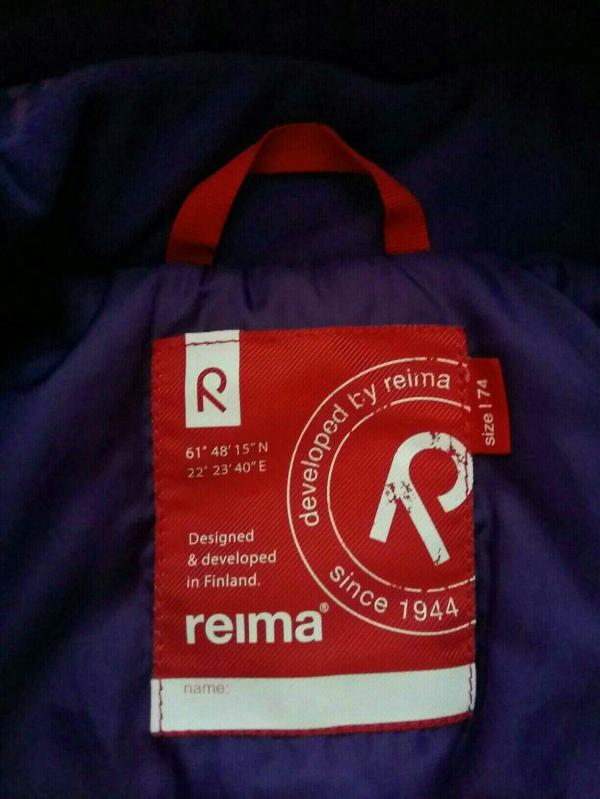 R
61° 48' 15" N
22° 23' 40" E
developed by reima
since 1944
R
size | 74
Designed
& developed
in Finland.
reima®
name: